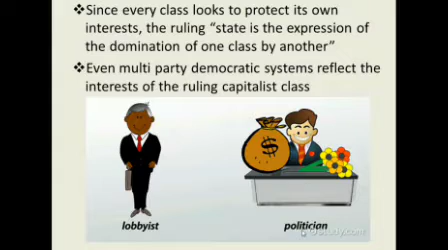 ❖Since every class looks to protect its own
interests, the ruling “state is the expression of
the domination of one class by another”
❖Even multi party democratic systems reflect the
interests of the ruling capitalist class
$
lobbyist
politician